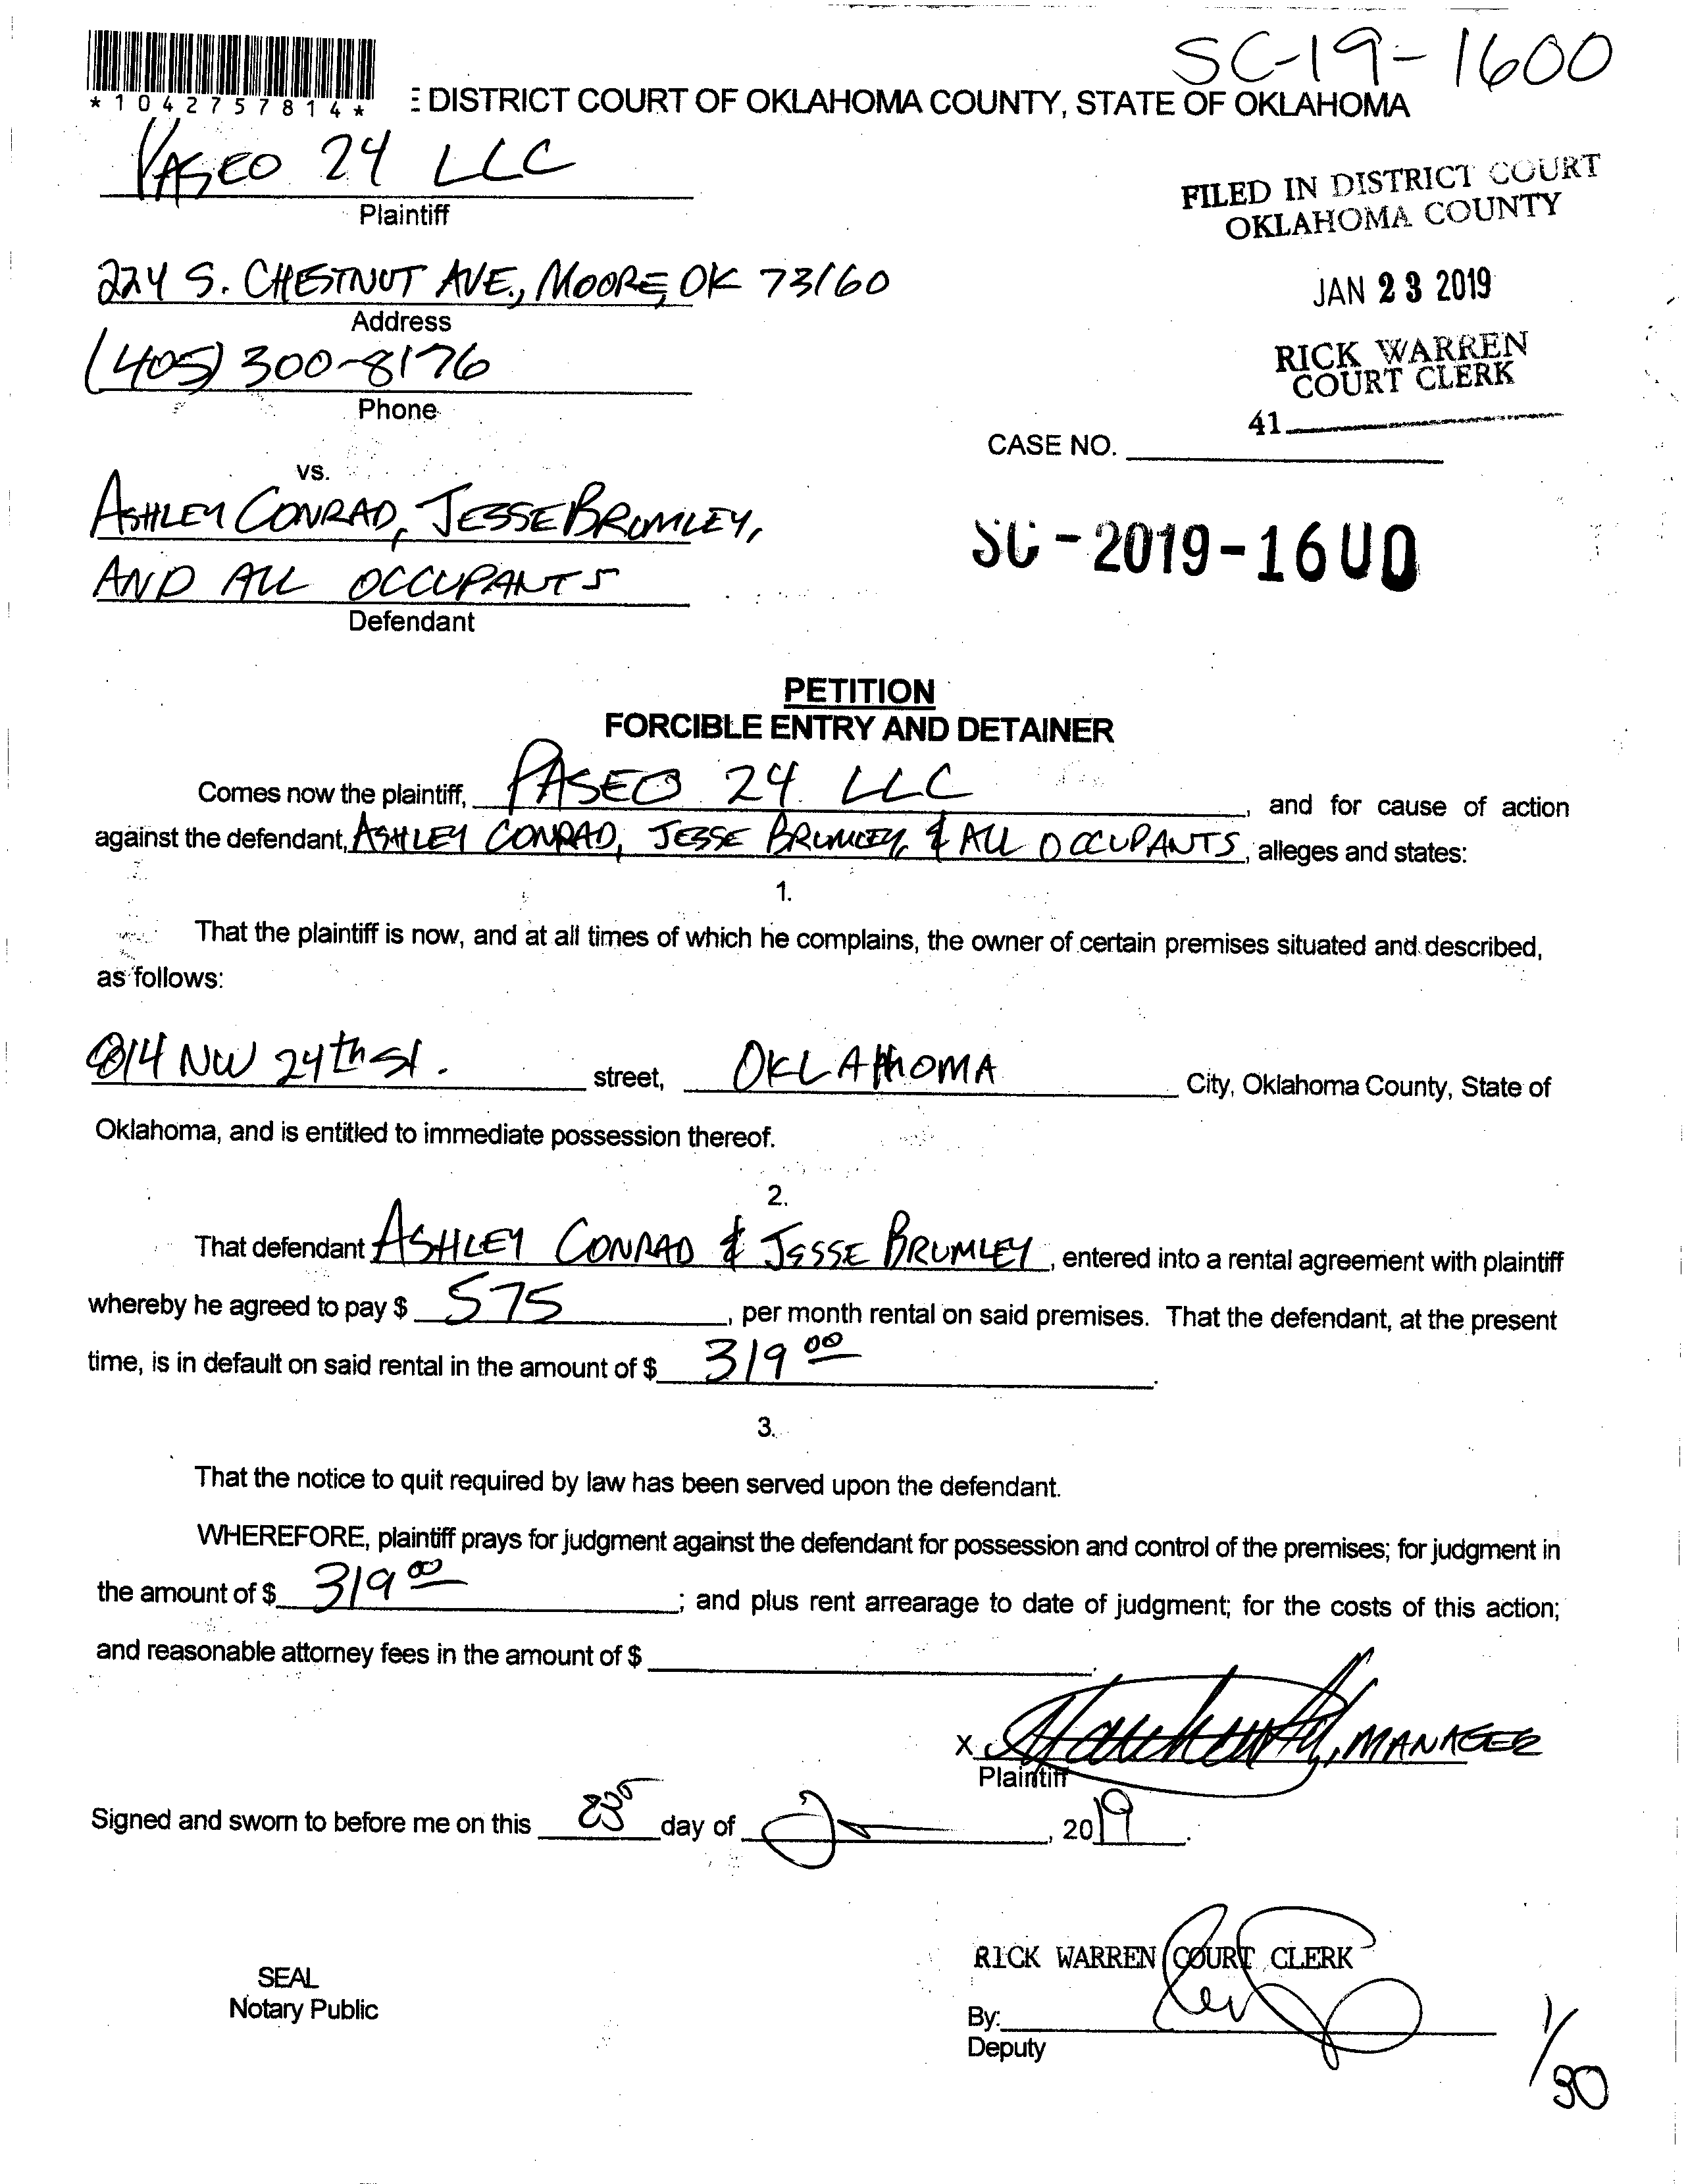 SC-19-1600
*1042757814*
E DISTRICT COURT OF OKLAHOMA COUNTY, STATE OF OKLAHOMA
PASEO 24 LLC
Plaintiff
FILED IN DISTRICT COURT
OKLAHOMA COUNTY
224 S. CHESTNUT AVE., MOORE, OK 73160
Address
JAN 23 2019
(405) 300-8176
Phone
RICK WARREN
COURT CLERK
41
CASE NO.
vs.
ASHLEY CONRAD, JESSE BRUMLEY,
AND ALL OCCUPANTS
Defendant
SC-2019-1600
PETITION
FORCIBLE ENTRY AND DETAINER
Comes now the plaintiff, PASEO 24 LLC, and for cause of action
against the defendant, ASHLEY CONRAD, JESSE BRUMLEY, & ALL OCCUPANTS, alleges and states:
1.
That the plaintiff is now, and at all times of which he complains, the owner of certain premises situated and described,
as follows:
814 NW 24th St. street, OKLAHOMA City, Oklahoma County, State of
Oklahoma, and is entitled to immediate possession thereof.
2.
That defendant ASHLEY CONRAD & JESSE BRUMLEY, entered into a rental agreement with plaintiff
whereby he agreed to pay $ 575, per month rental on said premises. That the defendant, at the present
time, is in default on said rental in the amount of $ 319 00.
3.
That the notice to quit required by law has been served upon the defendant.
WHEREFORE, plaintiff prays for judgment against the defendant for possession and control of the premises; for judgment in
the amount of $ 319 00; and plus rent arrearage to date of judgment; for the costs of this action;
and reasonable attorney fees in the amount of $
X , MANAGER
Plaintiff
Signed and sworn to before me on this day of , 2019.
RICK WARREN COURT CLERK
SEAL
Notary Public
By:
Deputy
1/30